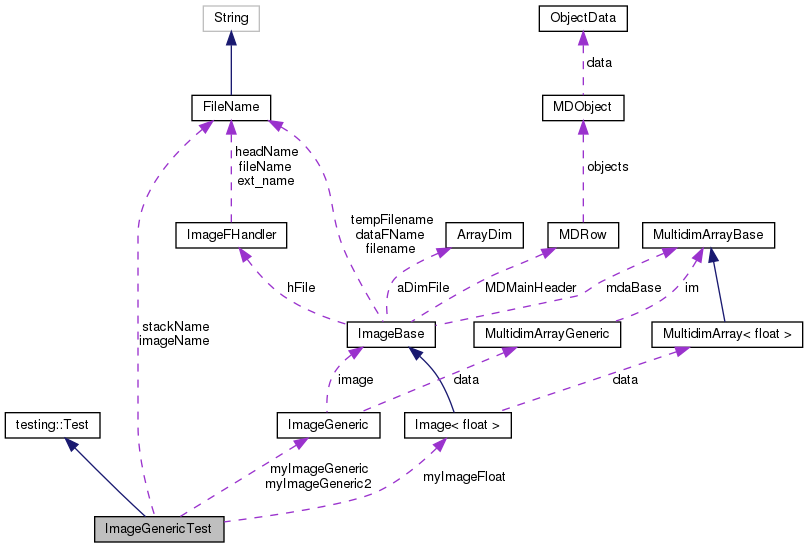 String
ObjectData
data
FileName
MDObject
headName
fileName
ext_name
objects
tempFilename
dataFName
filename
ImageFHandler
ArrayDim
MDRow
MultidimArrayBase
hFile
aDimFile
MDMainHeader
mdaBase
im
stackName
imageName
ImageBase
MultidimArrayGeneric
MultidimArray< float >
image
data
data
testing::Test
ImageGeneric
Image< float >
myImageGeneric
myImageGeneric2
myImageFloat
ImageGenericTest